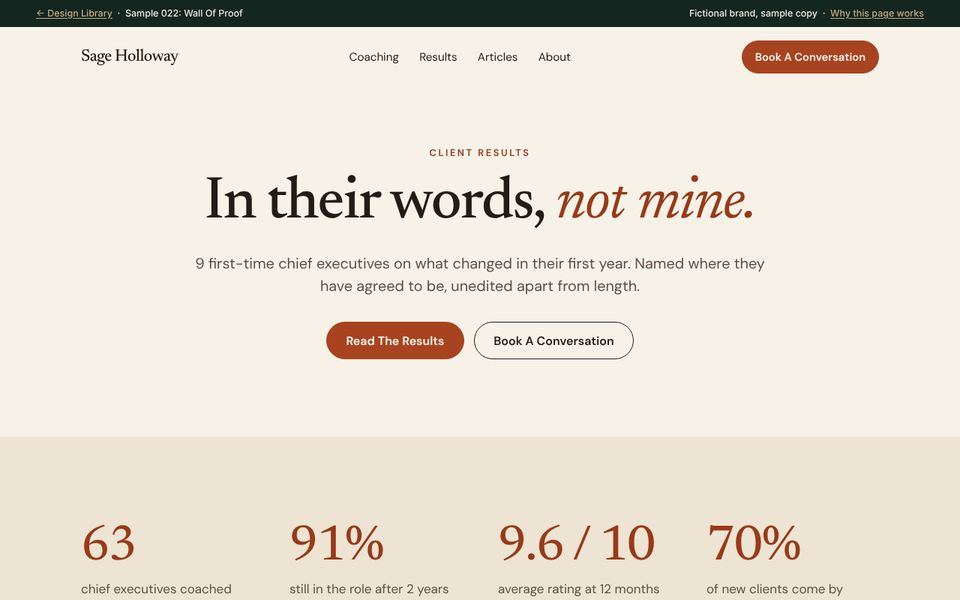 ← Design Library · Sample 022: Wall Of Proof
Fictional brand, sample copy · Why this page works
Sage Holloway
Coaching Results Articles About
Book A Conversation
CLIENT RESULTS
In their words, not mine.
9 first-time chief executives on what changed in their first year. Named where they
have agreed to be, unedited apart from length.
Read The Results
Book A Conversation
63
chief executives coached
91%
still in the role after 2 years
9.6 / 10
average rating at 12 months
70%
of new clients come by